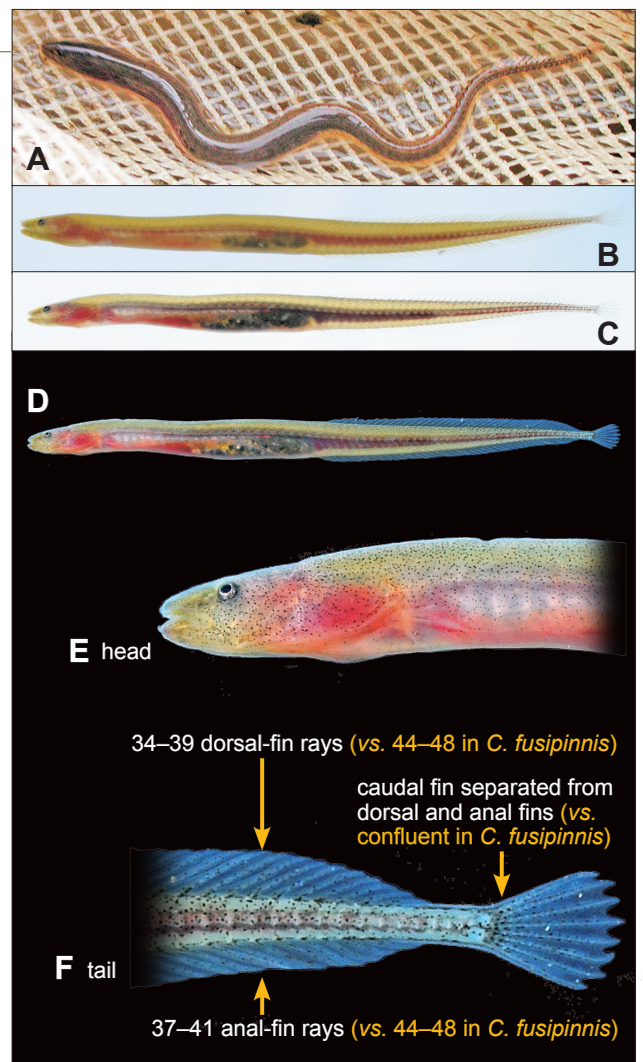 A
B
C
D
E head
34–39 dorsal-fin rays (vs. 44–48 in C. fusipinnis)
caudal fin separated from
dorsal and anal fins (vs.
confluent in C. fusipinnis)
F tail
37–41 anal-fin rays (vs. 44–48 in C. fusipinnis)